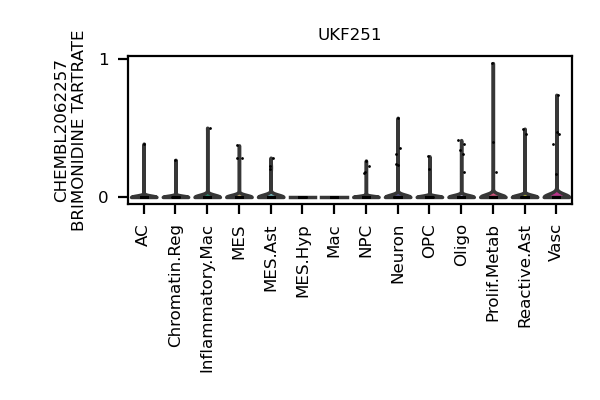 UKF251
CHEMBL2062257
BRIMONIDINE TARTRATE
1
0
AC
Chromatin.Reg
Inflammatory.Mac
MES
MES.Ast
MES.Hyp
Mac
NPC
Neuron
OPC
Oligo
Prolif.Metab
Reactive.Ast
Vasc